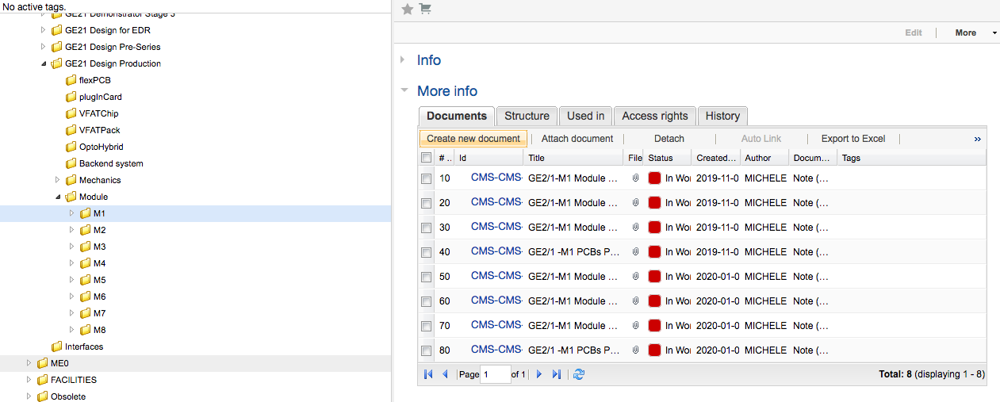 No active tags.
GE21 Demonstrator Stage 3
GE21 Design for EDR
GE21 Design Pre-Series
GE21 Design Production
flexPCB
plugInCard
VFATChip
VFATPack
OptoHybrid
Backend system
Mechanics
Module
M1
M2
M3
M4
M5
M6
M7
M8
Interfaces
ME0
FACILITIES
Obsolete
Edit More
Info
More info
Documents Structure Used in Access rights History
Create new document Attach document Detach Auto Link Export to Excel »
# .. Id Title File Status Created... Author Docum... Tags
10 CMS-CMS- GE2/1-M1 Module ... In Wor 2019-11-0 MICHELE Note (...
20 CMS-CMS- GE2/1-M1 Module ... In Wor 2019-11-0 MICHELE Note (...
30 CMS-CMS- GE2/1-M1 Module ... In Wor 2019-11-0 MICHELE Note (...
40 CMS-CMS- GE2/1 -M1 PCBs P... In Wor 2019-11-0 MICHELE Note (...
50 CMS-CMS- GE2/1-M1 Module ... In Wor 2020-01-0 MICHELE Note (...
60 CMS-CMS- GE2/1-M1 Module ... In Wor 2020-01-0 MICHELE Note (...
70 CMS-CMS- GE2/1-M1 Module ... In Wor 2020-01-0 MICHELE Note (...
80 CMS-CMS- GE2/1 -M1 PCBs P... In Wor 2020-01-0 MICHELE Note (...
Page 1 of 1 Total: 8 (displaying 1 - 8)